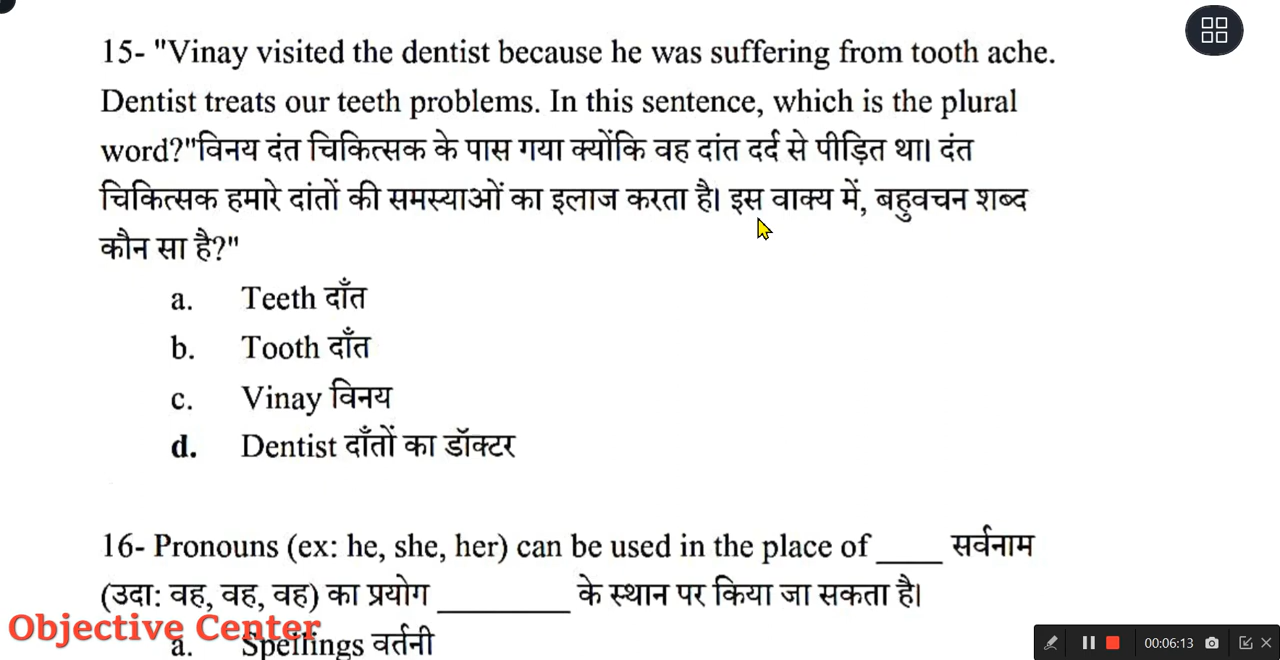 15- "Vinay visited the dentist because he was suffering from tooth ache.
Dentist treats our teeth problems. In this sentence, which is the plural
word?"विनय दंत चिकित्सक के पास गया क्योंकि वह दांत दर्द से पीड़ित था। दंत
चिकित्सक हमारे दांतों की समस्याओं का इलाज करता है। इस वाक्य में, बहुवचन शब्द
कौन सा है?"
a. Teeth दाँत
b. Tooth दाँत
c. Vinay विनय
d. Dentist दाँतों का डॉक्टर
16- Pronouns (ex: he, she, her) can be used in the place of ____ सर्वनाम
(उदा: वह, वह, वह) का प्रयोग ________ के स्थान पर किया जा सकता है।
Objective Center
a. Spellings वर्तनी
00:06:13